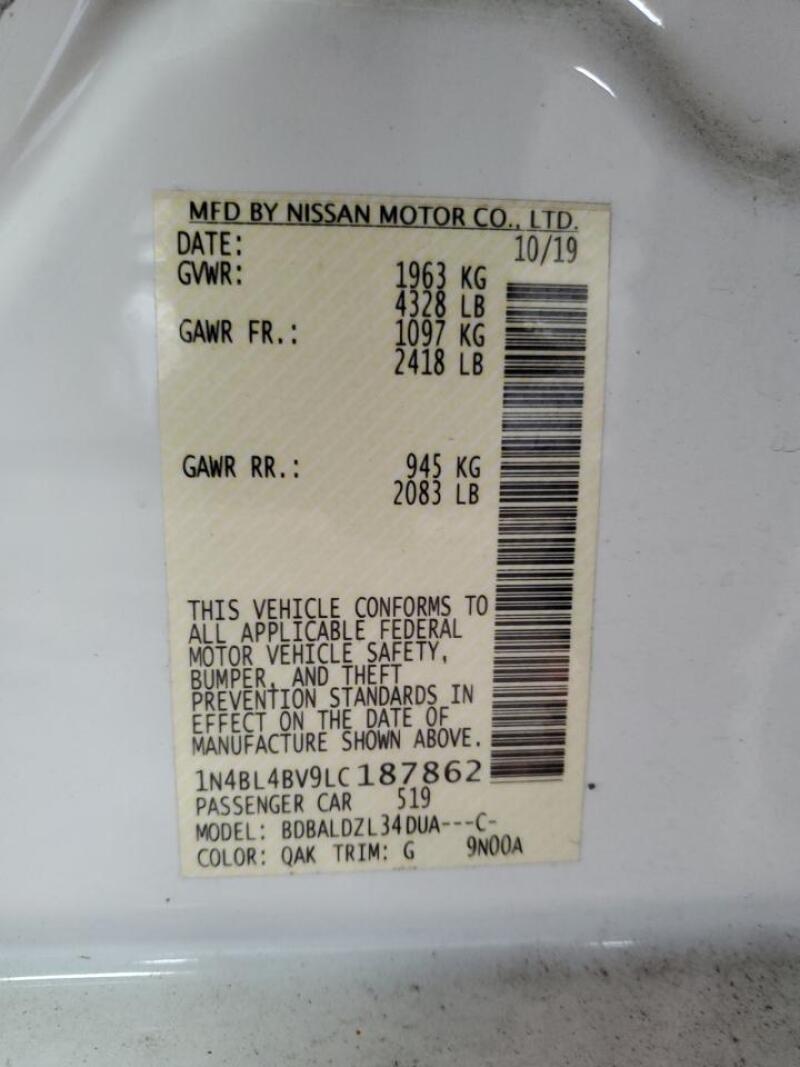 MFD BY NISSAN MOTOR CO., LTD.
DATE: 10/19
GVWR: 1963 KG
4328 LB
GAWR FR.: 1097 KG
2418 LB
GAWR RR.: 945 KG
2083 LB
THIS VEHICLE CONFORMS TO
ALL APPLICABLE FEDERAL
MOTOR VEHICLE SAFETY,
BUMPER, AND THEFT
PREVENTION STANDARDS IN
EFFECT ON THE DATE OF
MANUFACTURE SHOWN ABOVE.
1N4BL4BV9LC187862
PASSENGER CAR 519
MODEL: BDBALDZL34DUA---C-
COLOR: QAK TRIM: G 9N00A